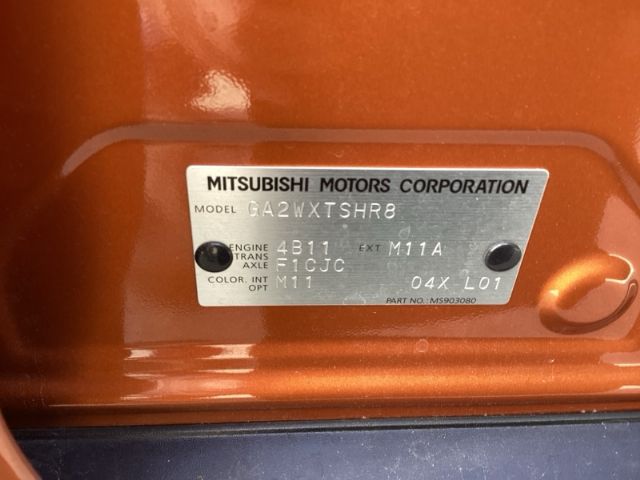 MITSUBISHI MOTORS CORPORATION
MODEL GA2WXTSHR8
ENGINE 4B11 EXT M11A
TRANS AXLE F1CJC
COLOR. INT OPT M11 04X L01
PART NO.: MS903080